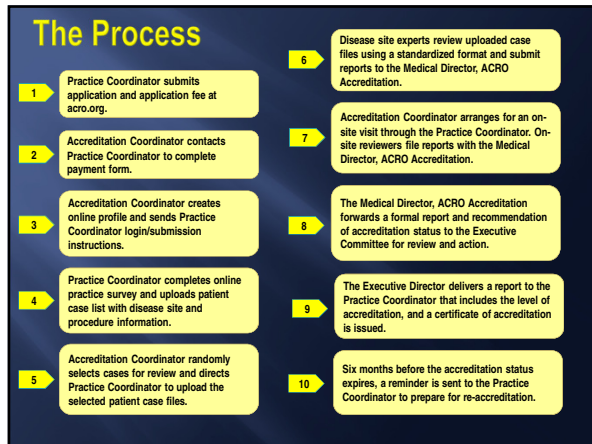 The Process
1
Practice Coordinator submits
application and application fee at
acro.org.
2
Accreditation Coordinator contacts
Practice Coordinator to complete
payment form.
3
Accreditation Coordinator creates
online profile and sends Practice
Coordinator login/submission
instructions.
4
Practice Coordinator completes online
practice survey and uploads patient
case list with disease site and
procedure information.
5
Accreditation Coordinator randomly
selects cases for review and directs
Practice Coordinator to upload the
selected patient case files.
6
Disease site experts review uploaded case
files using a standardized format and submit
reports to the Medical Director, ACRO
Accreditation.
7
Accreditation Coordinator arranges for an on-
site visit through the Practice Coordinator. On-
site reviewers file reports with the Medical
Director, ACRO Accreditation.
8
The Medical Director, ACRO Accreditation
forwards a formal report and recommendation
of accreditation status to the Executive
Committee for review and action.
9
The Executive Director delivers a report to the
Practice Coordinator that includes the level of
accreditation, and a certificate of accreditation
is issued.
10
Six months before the accreditation status
expires, a reminder is sent to the Practice
Coordinator to prepare for re-accreditation.